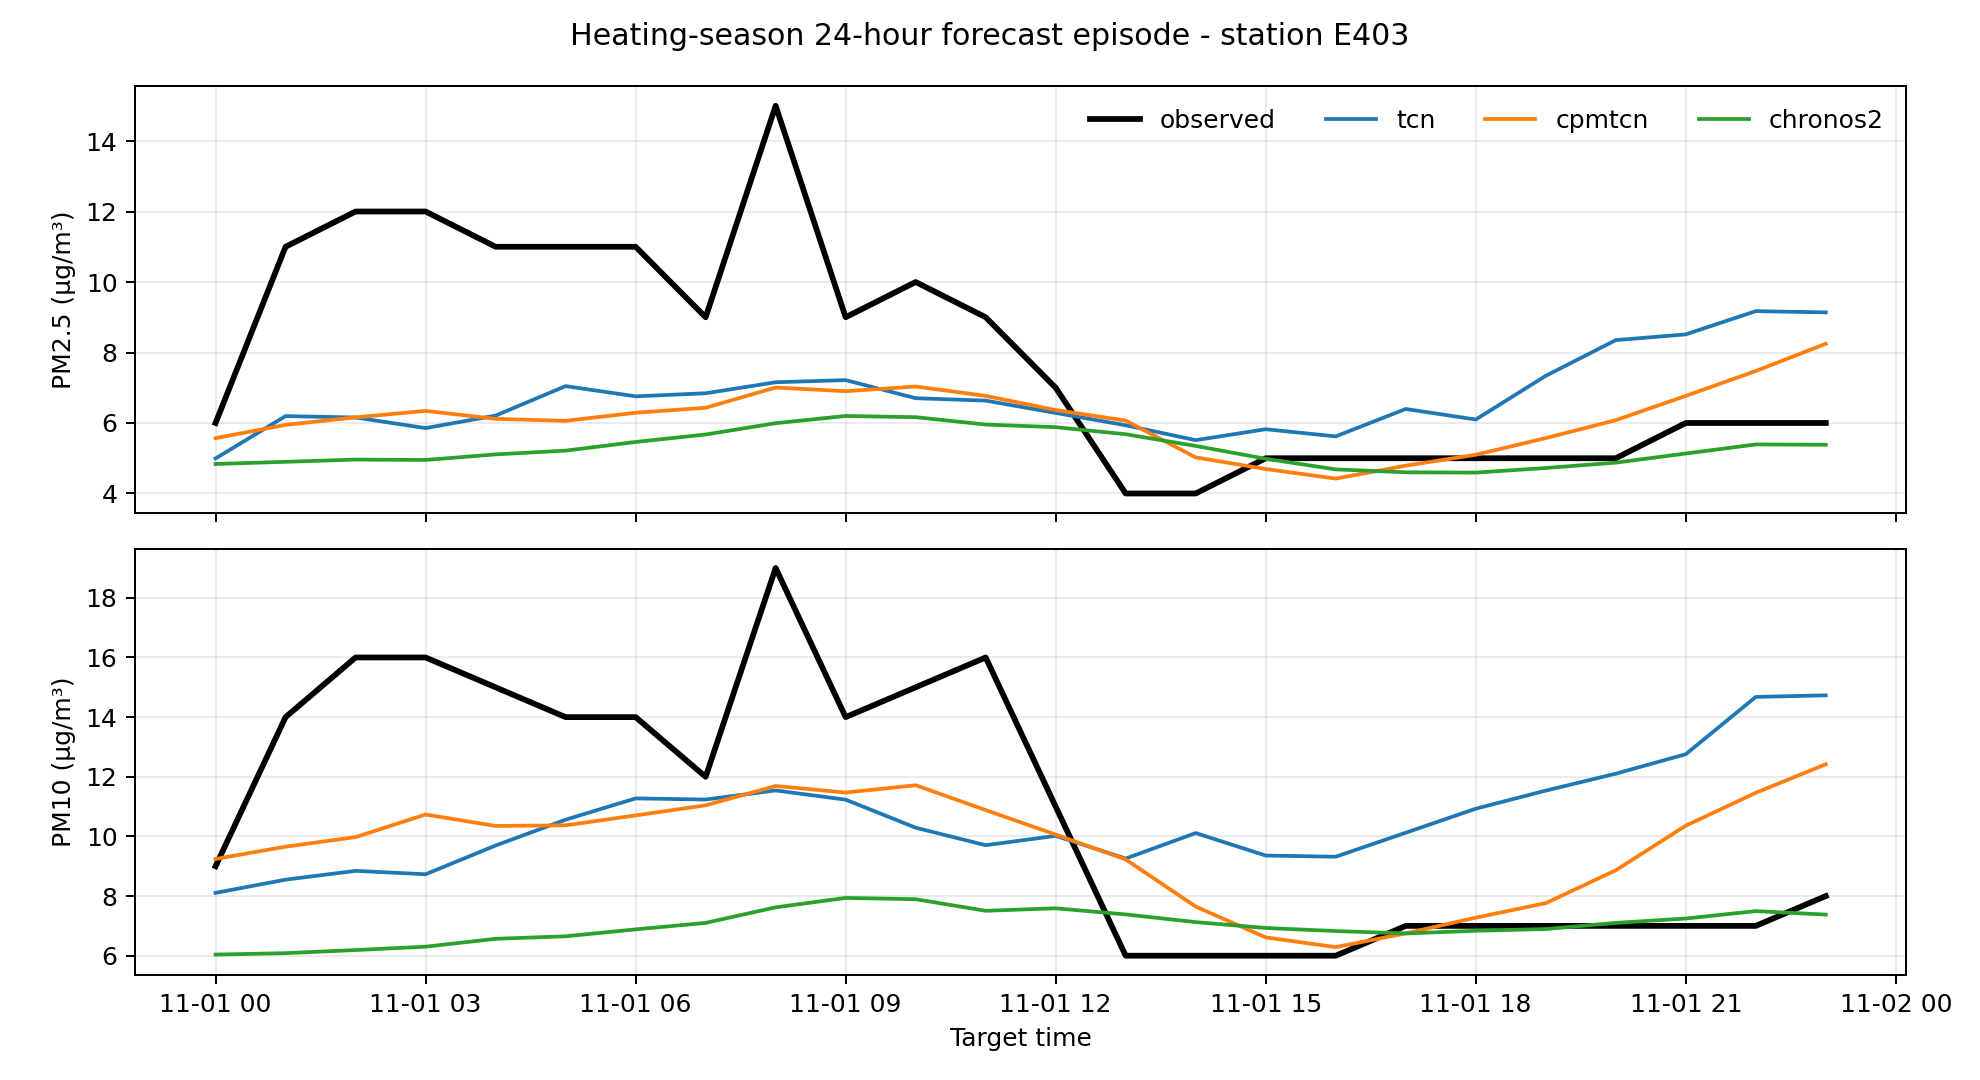 Heating-season 24-hour forecast episode - station E403
observed tcn cpmtcn chronos2
PM2.5 (µg/m³)
14
12
10
8
6
4
PM10 (µg/m³)
18
16
14
12
10
8
6
11-01 00 11-01 03 11-01 06 11-01 09 11-01 12 11-01 15 11-01 18 11-01 21 11-02 00
Target time